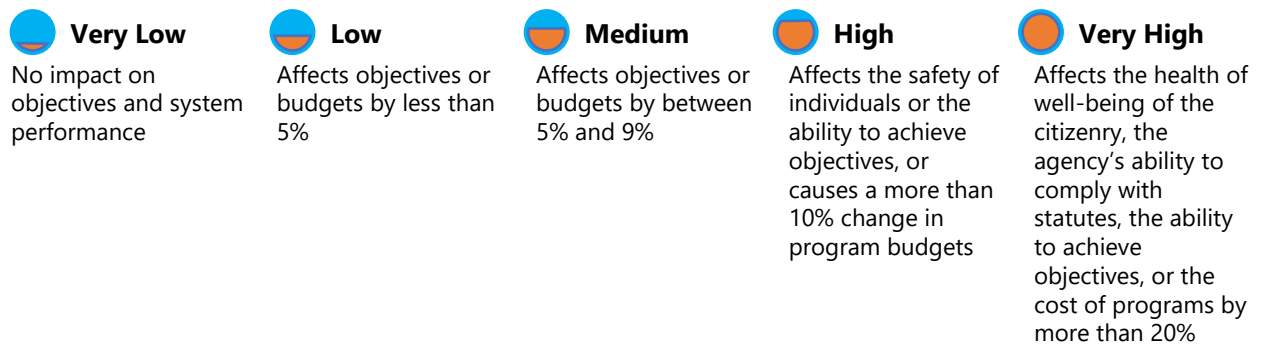 Very Low
No impact on
objectives and system
performance
Low
Affects objectives or
budgets by less than
5%
Medium
Affects objectives or
budgets by between
5% and 9%
High
Affects the safety of
individuals or the
ability to achieve
objectives, or
causes a more than
10% change in
program budgets
Very High
Affects the health of
well-being of the
citizenry, the
agency's ability to
comply with
statutes, the ability
to achieve
objectives, or the
cost of programs by
more than 20%